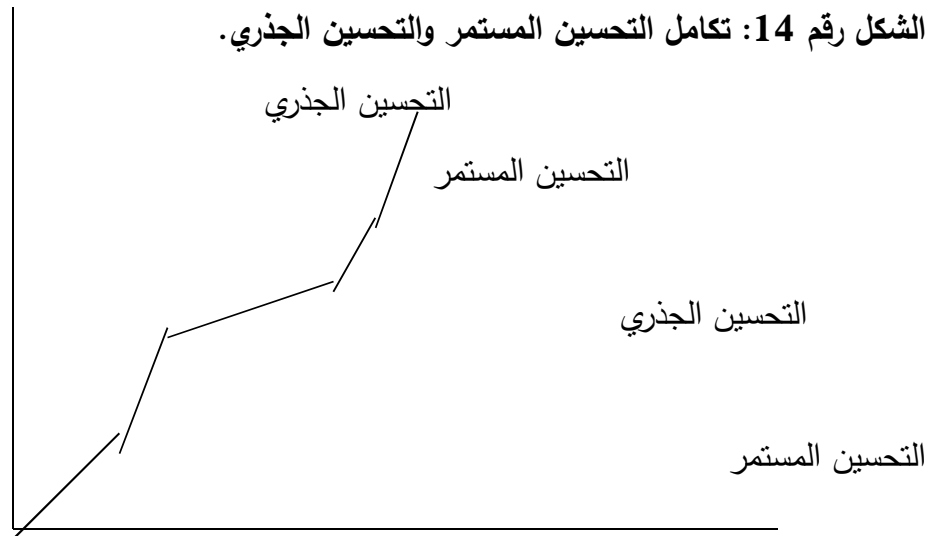 الشكل رقم 14: تكامل التحسين المستمر والتحسين الجذري.
التحسين الجذري
التحسين المستمر
التحسين الجذري
التحسين المستمر